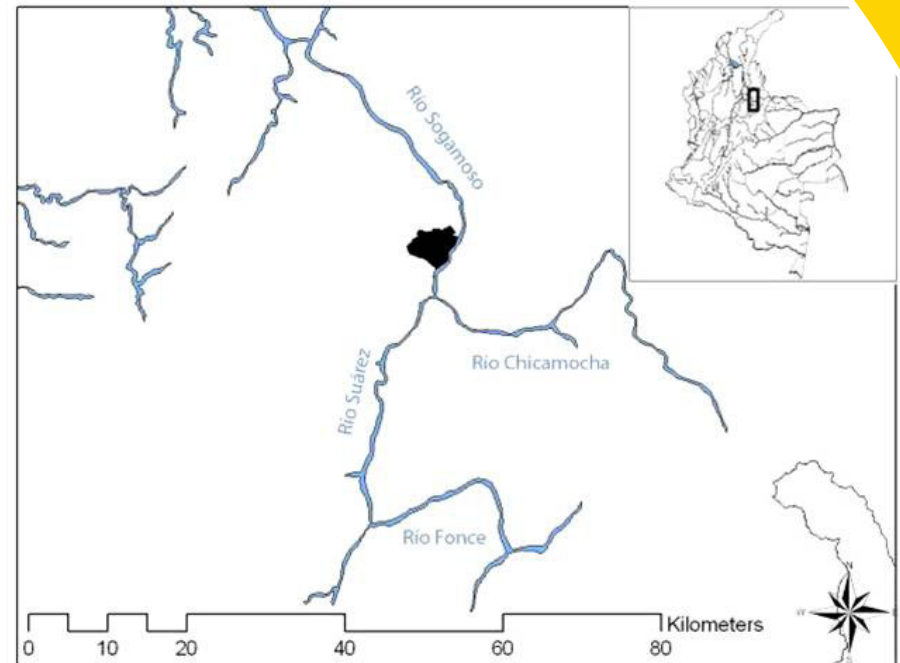 Río Sogamoso
Río Chicamocha
Río Suárez
Río Fonce
N
W
S
Kilometers
0 10 20 40 60 80